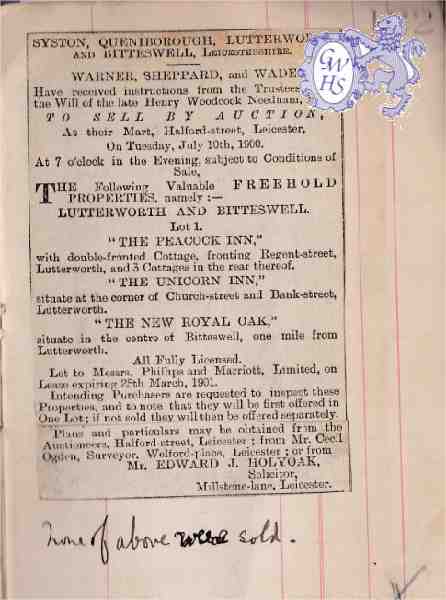 SYSTON, QUENIBOROUGH, LUTTERWO
AND BITTESWELL, LEICESTERSHIRE.
WARNER, SHEPPARD, and WADE
Have received instructions from the Trustee
the Will of the late Henry Woodcock Needham,
TO SELL BY AUCTION,
At their Mart, Halford-street, Leicester,
On Tuesday, July 10th, 1900.
At 7 o'clock in the Evening, subject to Conditions of
Sale,
THE Following Valuable FREEHOLD
PROPERTIES, namely :—
LUTTERWORTH AND BITTESWELL.
Lot 1.
"THE PEACOCK INN,"
with double-fronted Cottage, fronting Regent-street,
Lutterworth, and 3 Cottages in the rear thereof.
"THE UNICORN INN,"
situate at the corner of Church-street and Bank-street,
Lutterworth.
"THE NEW ROYAL OAK,"
situate in the centre of Bitteswell, one mile from
Lutterworth.
All Fully Licensed.
Let to Messrs. Phillips and Marriott, Limited, on
Lease expiring 25th March, 1901.
Intending Purchasers are requested to inspect these
Properties, and to note that they will be first offered in
One Lot; if not sold they will then be offered separately.
Plans and particulars may be obtained from the
Auctioneers, Halford-street, Leicester; from Mr. Cecil
Ogden, Surveyor, Welford-place, Leicester; or from
Mr. EDWARD J. HOLYOAK,
Solicitor,
Millstone-lane, Leicester.
None of above were sold.
GW
HS